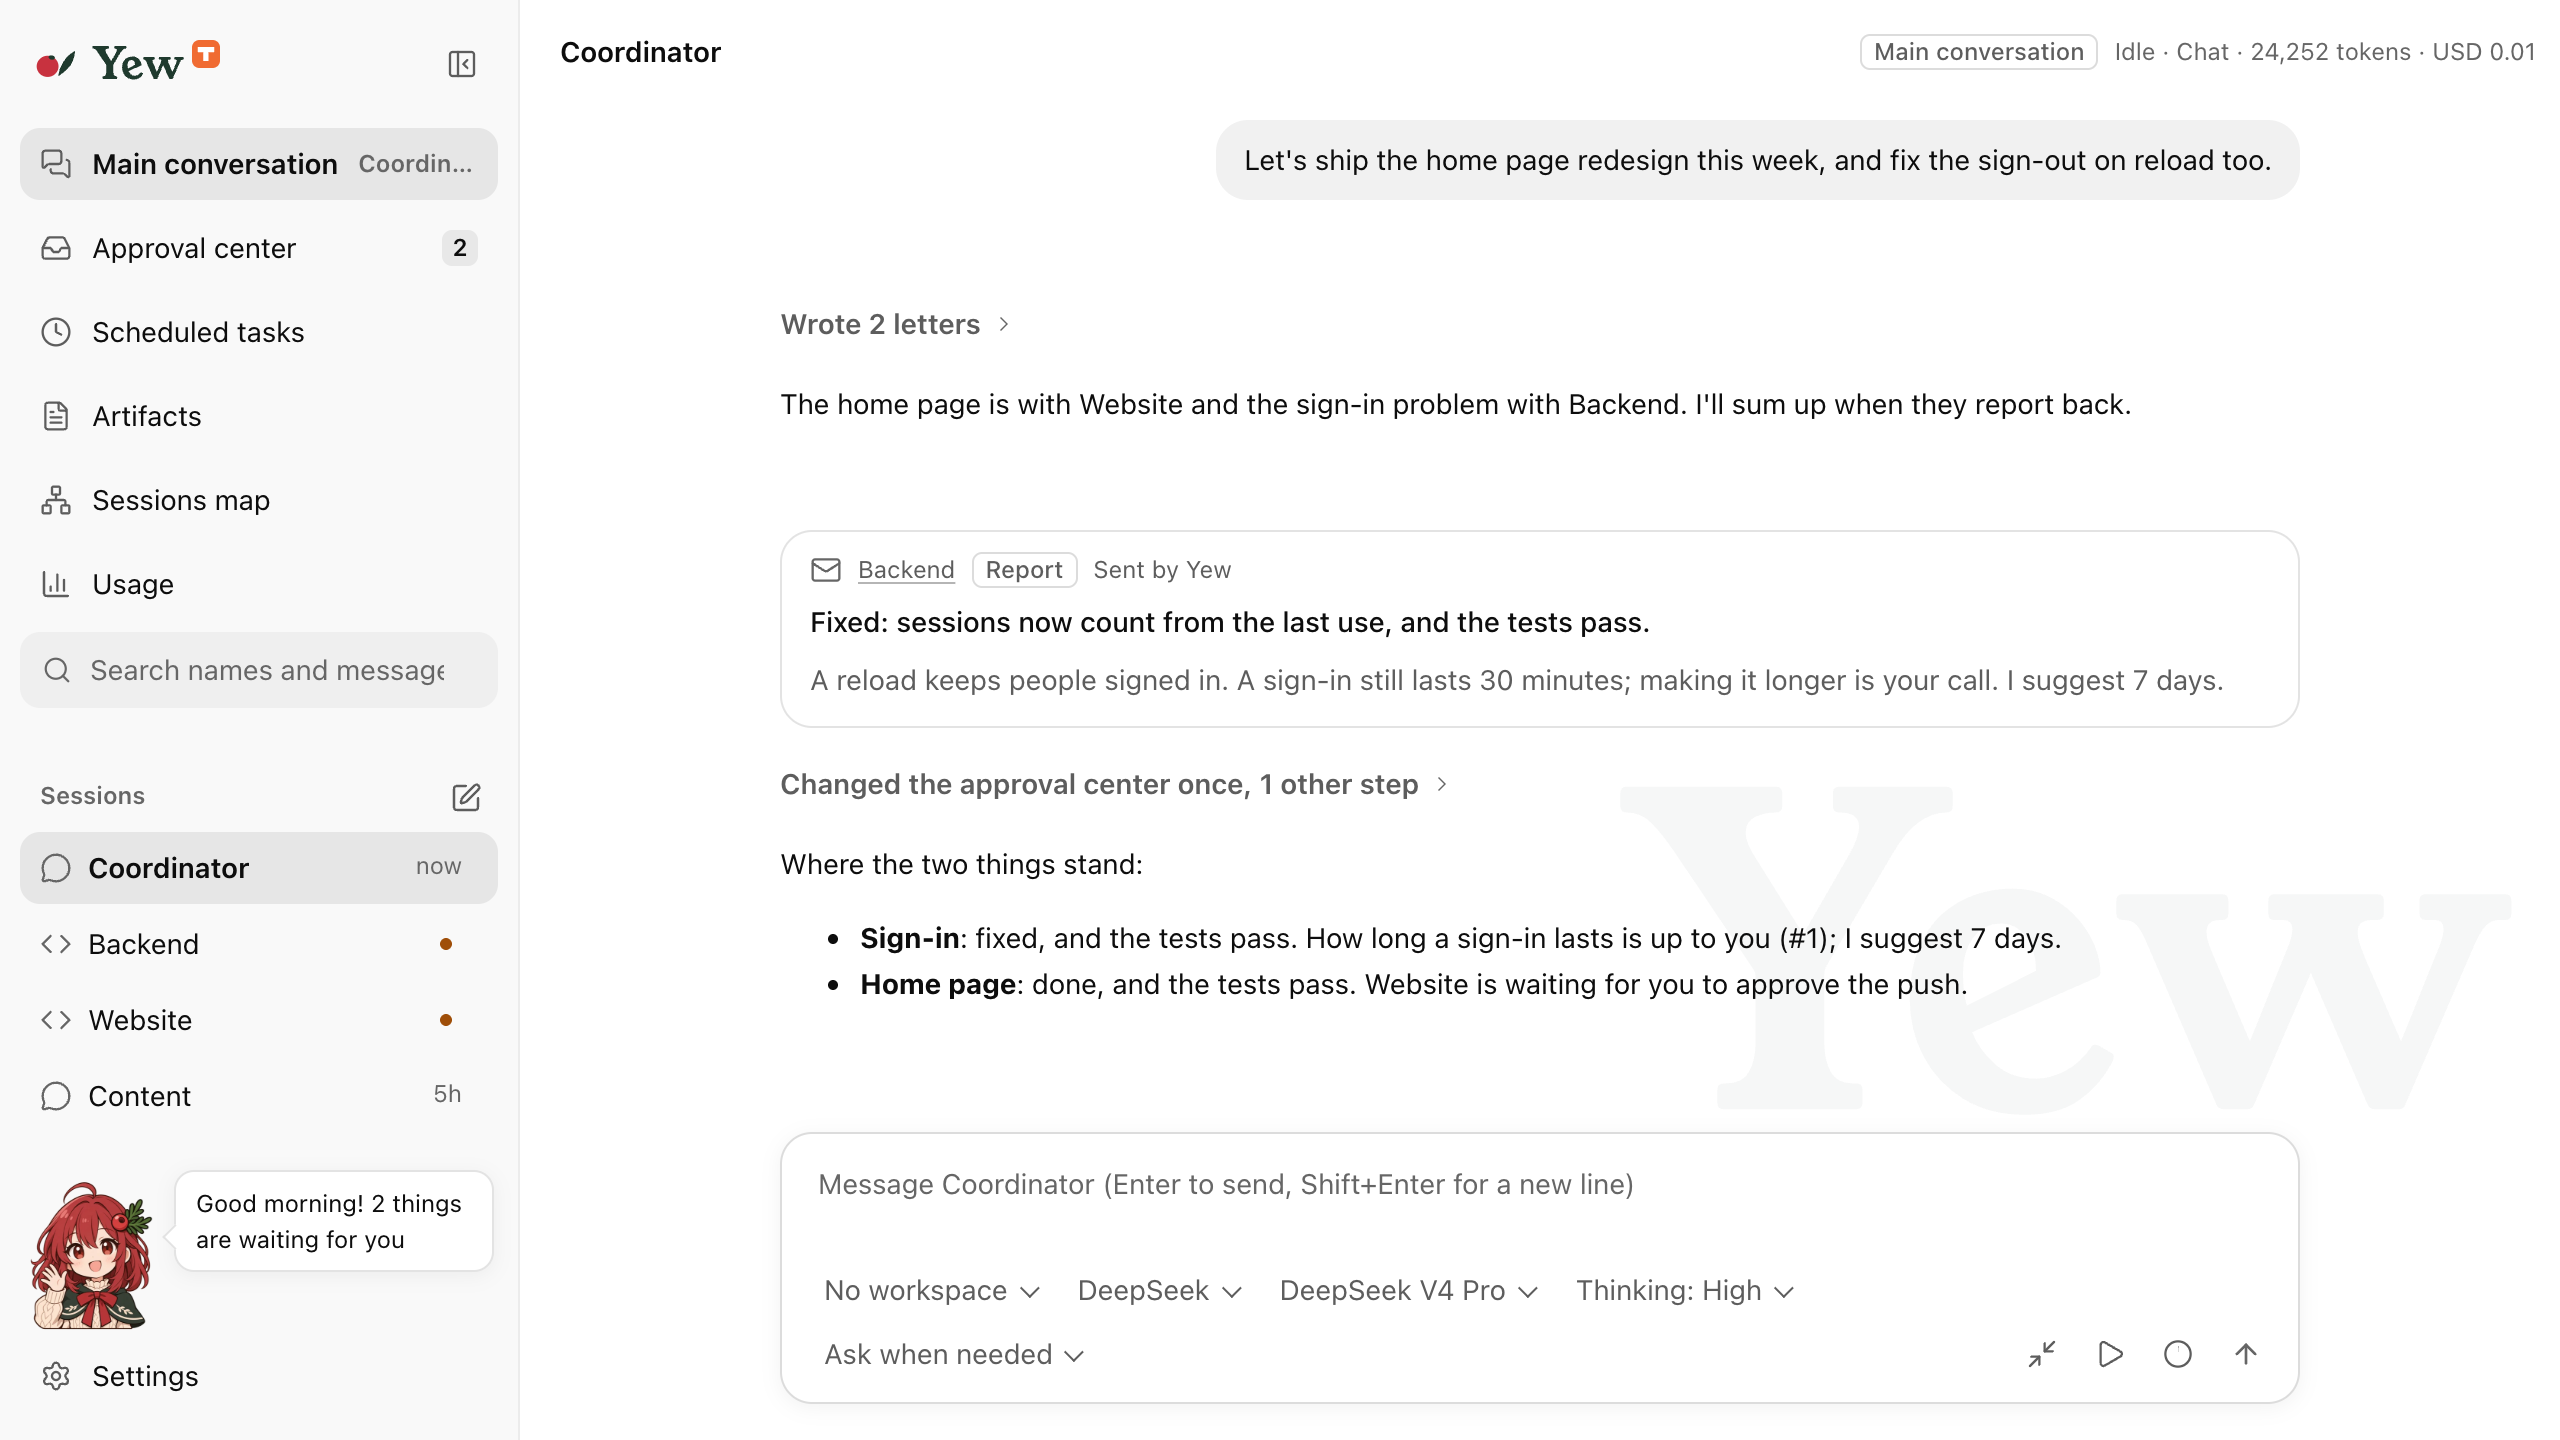 Yew
T
Main conversation Coordin...
Approval center 2
Scheduled tasks
Artifacts
Sessions map
Usage
Search names and message
Sessions
Coordinator now
Backend
Website
Content 5h
Good morning! 2 things
are waiting for you
Settings
Coordinator
Main conversation Idle · Chat · 24,252 tokens · USD 0.01
Let's ship the home page redesign this week, and fix the sign-out on reload too.
Wrote 2 letters
The home page is with Website and the sign-in problem with Backend. I'll sum up when they report back.
Backend Report Sent by Yew
Fixed: sessions now count from the last use, and the tests pass.
A reload keeps people signed in. A sign-in still lasts 30 minutes; making it longer is your call. I suggest 7 days.
Changed the approval center once, 1 other step
Where the two things stand:
• Sign-in: fixed, and the tests pass. How long a sign-in lasts is up to you (#1); I suggest 7 days.
• Home page: done, and the tests pass. Website is waiting for you to approve the push.
Yew
Message Coordinator (Enter to send, Shift+Enter for a new line)
No workspace DeepSeek DeepSeek V4 Pro Thinking: High
Ask when needed